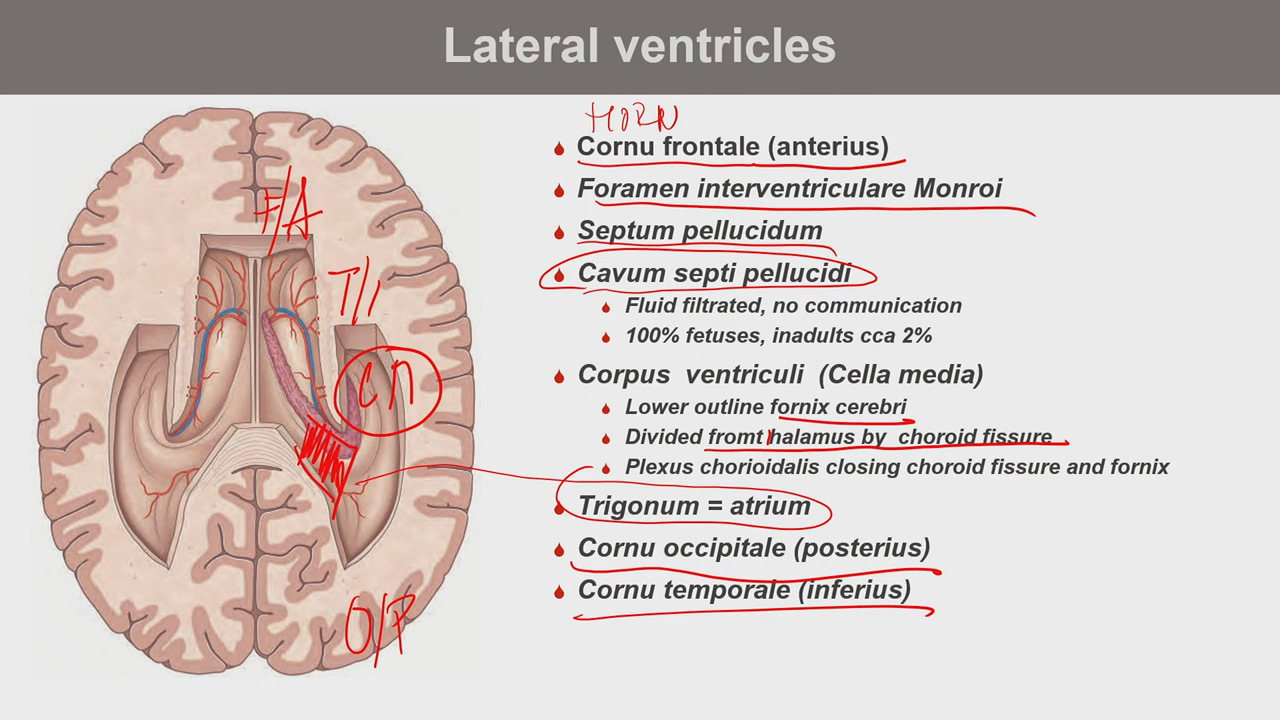 Lateral ventricles
HORN
Cornu frontale (anterius)
Foramen interventriculare Monroi
Septum pellucidum
Cavum septi pellucidi
Fluid filtrated, no communication
100% fetuses, inadults cca 2%
Corpus ventriculi (Cella media)
Lower outline fornix cerebri
Divided fromt halamus by choroid fissure
Plexus chorioidalis closing choroid fissure and fornix
Trigonum = atrium
Cornu occipitale (posterius)
Cornu temporale (inferius)
F/A
T/I
CM
O/P